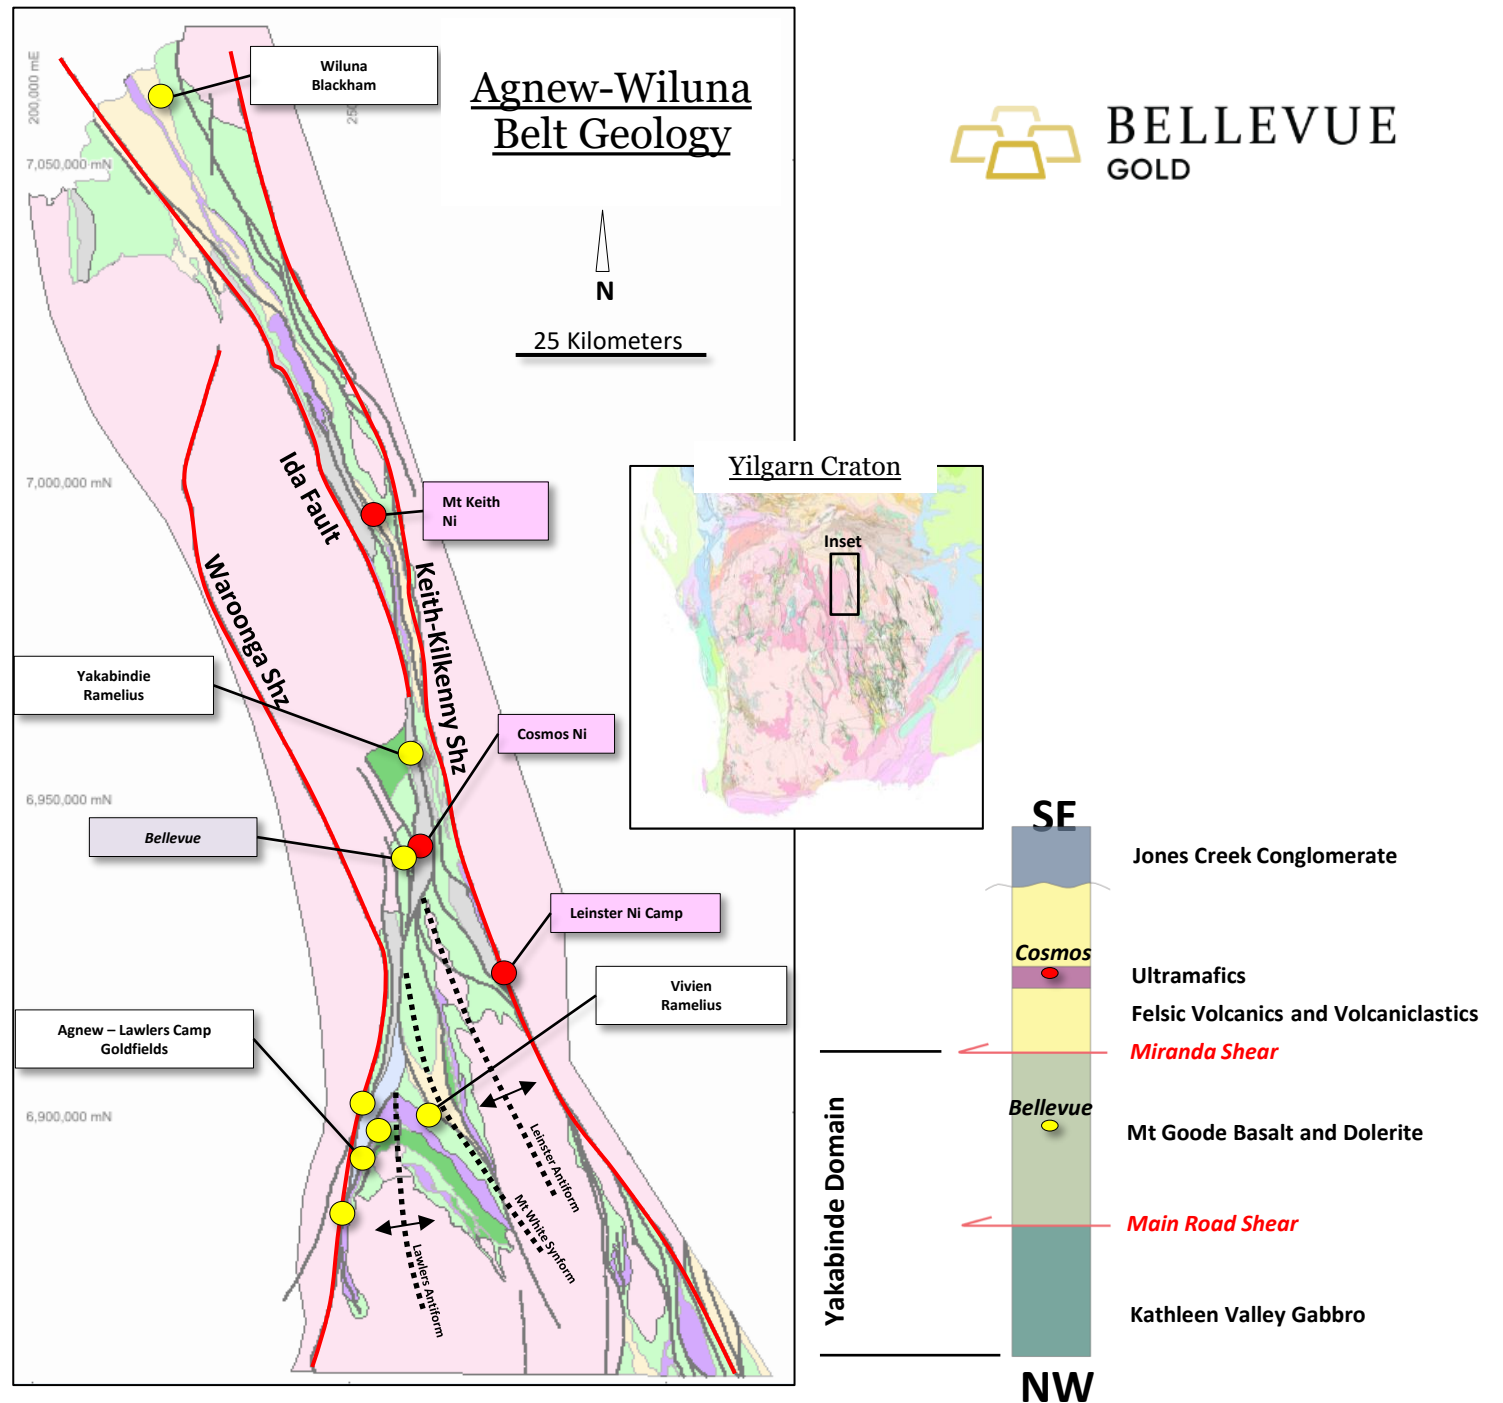 Agnew-Wiluna
Belt Geology
BELLEVUE
GOLD
Wiluna
Blackham
200,000 mE
250
7,050,000 mN
N
25 Kilometers
7,000,000 mN
Ida Fault
Mt Keith
Ni
Yilgarn Craton
Inset
Waroonga Shz
Keith-Kilkenny Shz
Yakabindie
Ramelius
Cosmos Ni
6,950,000 mN
Bellevue
Leinster Ni Camp
Vivien
Ramelius
Agnew – Lawlers Camp
Goldfields
6,900,000 mN
Leinster Antiform
Mt White Synform
Lawlers Antiform
SE
Jones Creek Conglomerate
Cosmos
Ultramafics
Felsic Volcanics and Volcaniclastics
Miranda Shear
Bellevue
Mt Goode Basalt and Dolerite
Yakabinde Domain
Main Road Shear
Kathleen Valley Gabbro
NW